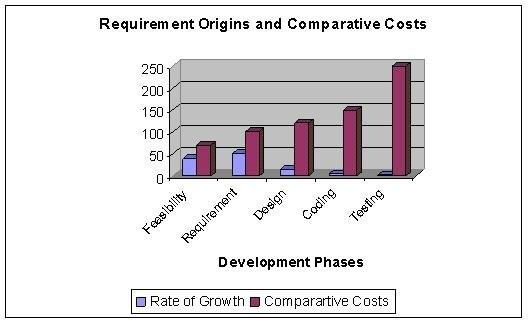 Requirement Origins and Comparative Costs
250
200
150
100
50
0
Feasibility
Requirement
Design
Coding
Testing
Development Phases
Rate of Growth
Comparartive Costs